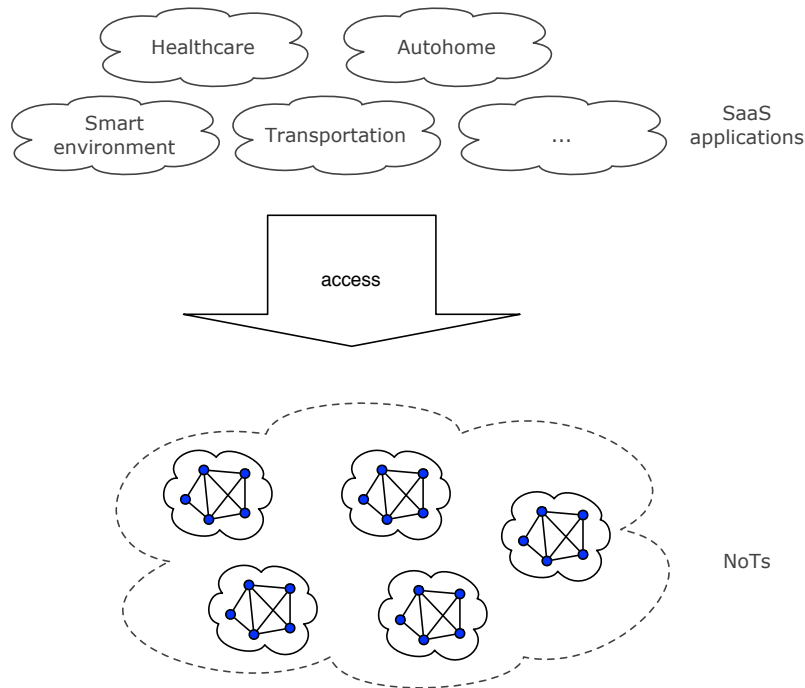 Healthcare
Autohome
Smart
environment
Transportation
...
SaaS
applications
access
NoTs